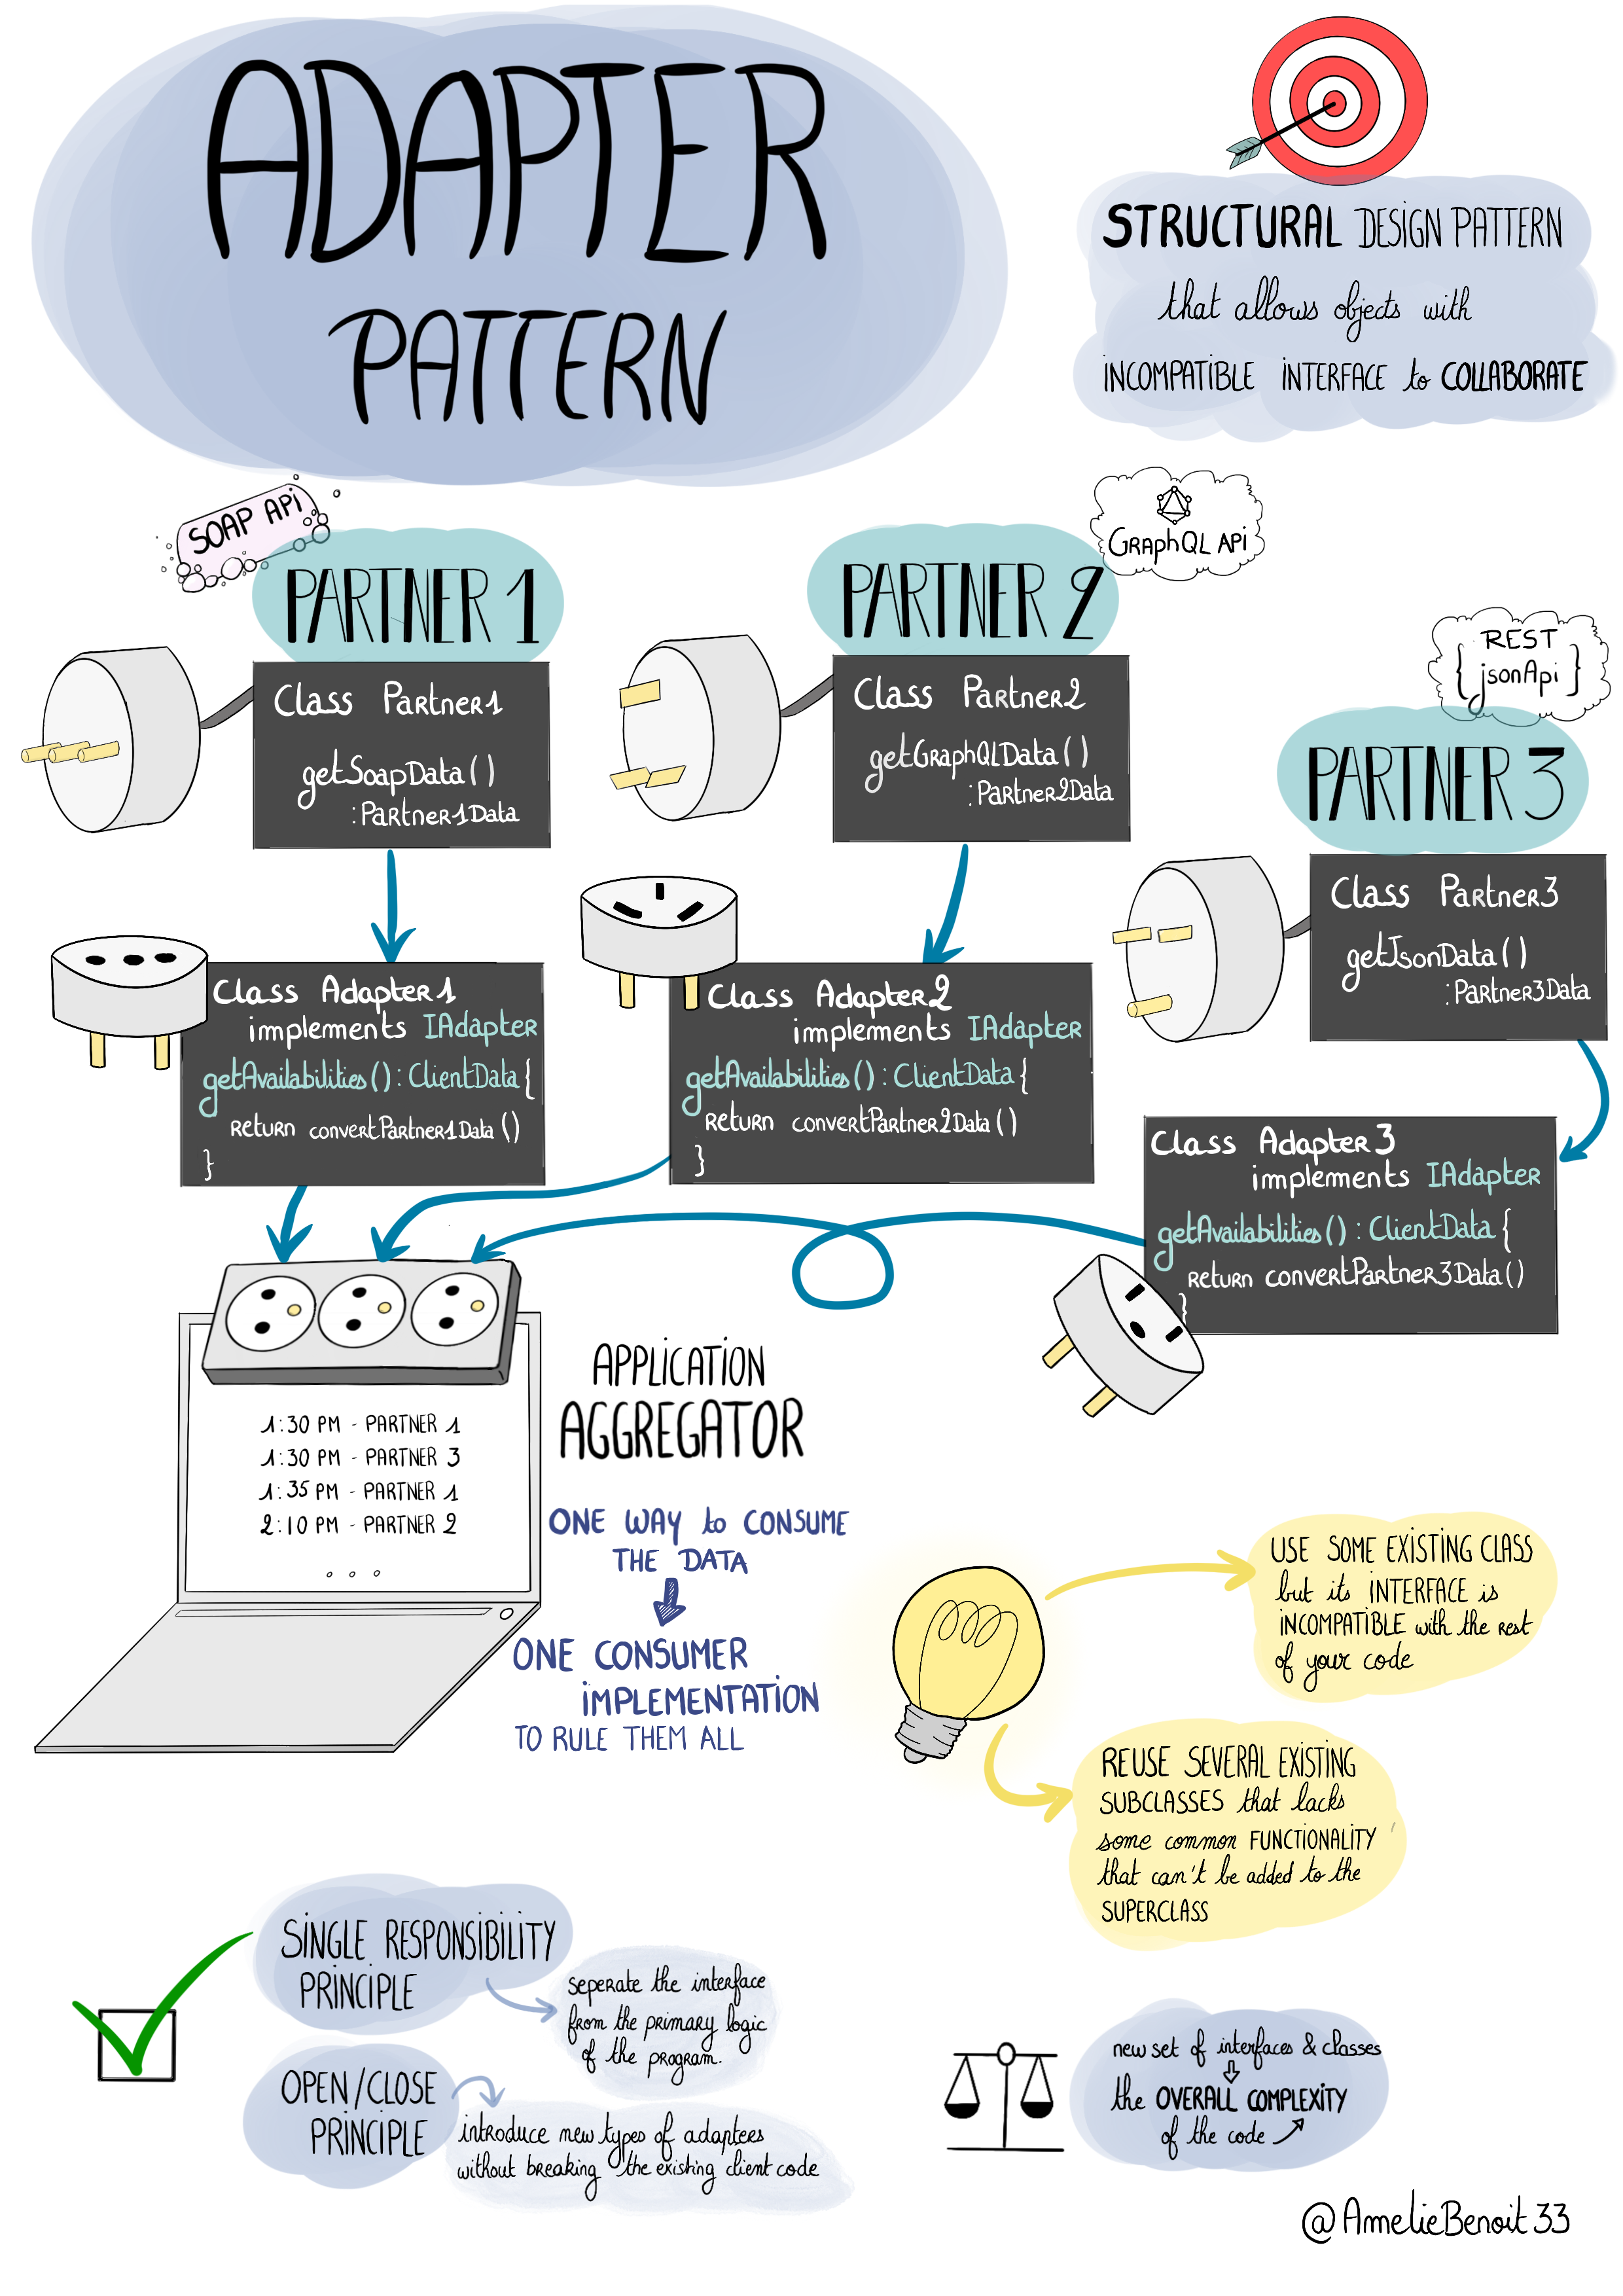 ADAPTER
PATTERN
STRUCTURAL DESIGN PATTERN
that allows objects with
INCOMPATIBLE INTERFACE to COLLABORATE
SOAP APi
PARTNER 1
Class Partner1
getSoapData()
:Partner1Data
GRAphQL APi
PARTNER 2
Class Partner2
getGRAphQlData()
:Partner2Data
REST
{ jsonApi }
PARTNER 3
Class Partner3
getJsonData()
:Partner3Data
Class Adapter1
implements IAdapter
getAvailabilities() : ClientData {
return convertPartner1Data()
}
Class Adapter2
implements IAdapter
getAvailabilities() : ClientData {
return convertPartner2Data()
}
Class Adapter3
implements IAdapter
getAvailabilities() : ClientData {
return convertPartner3Data()
}
1:30 PM - PARTNER 1
1:30 PM - PARTNER 3
1:35 PM - PARTNER 1
2:10 PM - PARTNER 2
...
APPLICATION
AGGREGATOR
ONE WAY to CONSUME
THE DATA
ONE CONSUMER
IMPLEMENTATION
TO RULE THEM ALL
USE SOME EXISTING CLASS
but its INTERFACE is
INCOMPATIBLE with the rest
of your code
REUSE SEVERAL EXISTING
SUBCLASSES that lacks
some common FUNCTIONALITY
that can't be added to the
SUPERCLASS
SINGLE RESPONSIBILITY
PRINCIPLE
seperate the interface
from the primary logic
of the program.
OPEN/CLOSE
PRINCIPLE
introduce new types of adaptees
without breaking the existing client code
new set of interfaces & classes
the OVERALL COMPLEXITY
of the code
@AmelieBenoit33